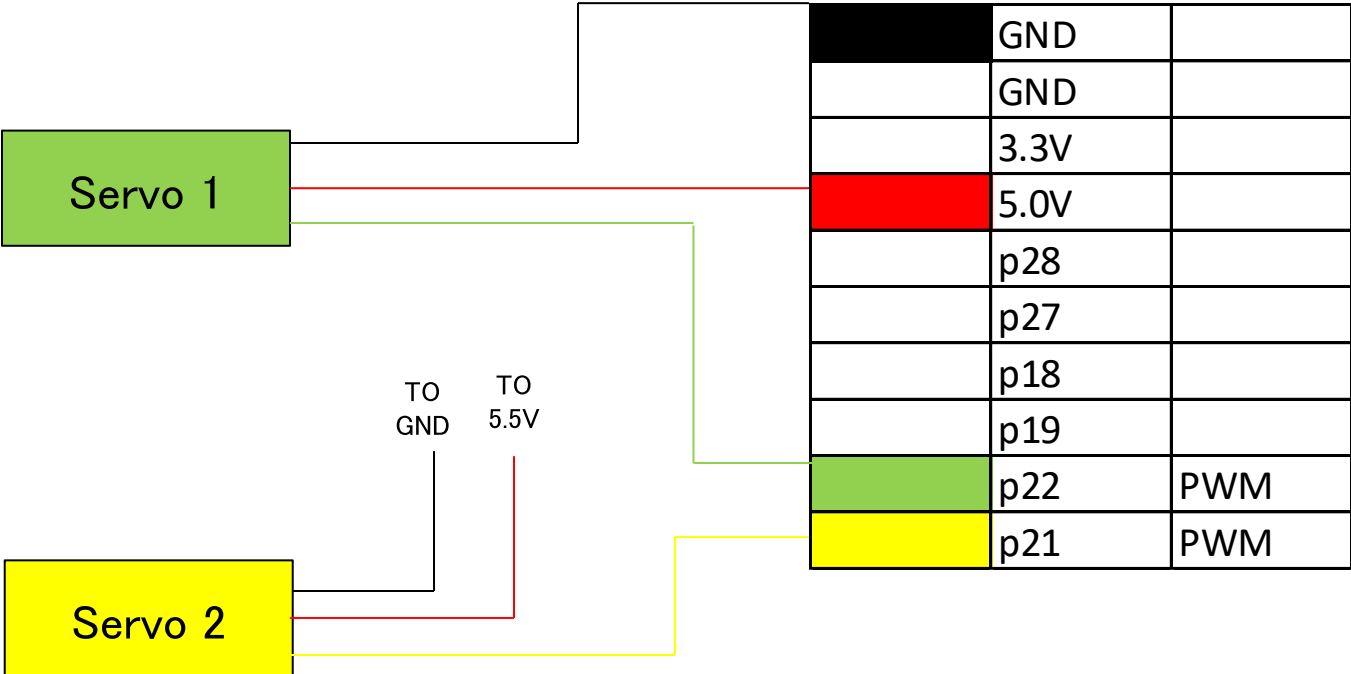 GND
GND
3.3V
Servo 1
5.0V
p28
p27
p18
TO
GND
TO
5.5V
p19
p22 PWM
p21 PWM
Servo 2